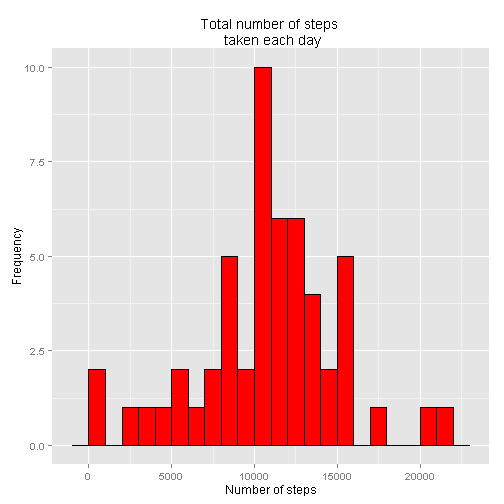 Total number of steps
taken each day
10.0
7.5
5.0
2.5
0.0
Frequency
0 5000 10000 15000 20000
Number of steps